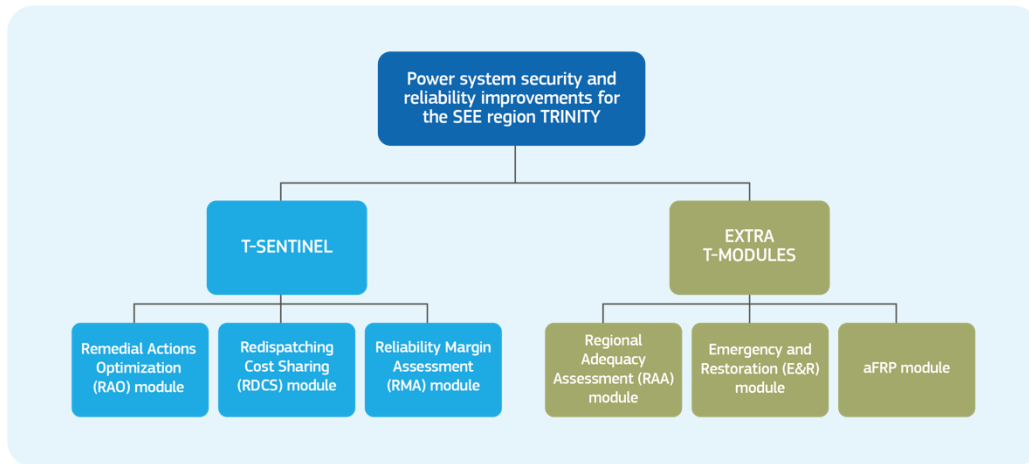 Power system security and
reliability improvements for
the SEE region TRINITY
T-SENTINEL
EXTRA
T-MODULES
Remedial Actions
Optimization
(RAO) module
Redispatching
Cost Sharing
(RDCS) module
Reliability Margin
Assessment
(RMA) module
Regional
Adequacy
Assessment (RAA)
module
Emergency and
Restoration (E&R)
module
aFRP module